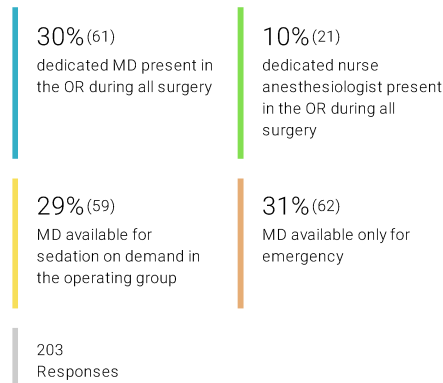 30% (61)
dedicated MD present in
the OR during all surgery
10% (21)
dedicated nurse
anesthesiologist present
in the OR during all
surgery
29% (59)
MD available for
sedation on demand in
the operating group
31% (62)
MD available only for
emergency
203
Responses